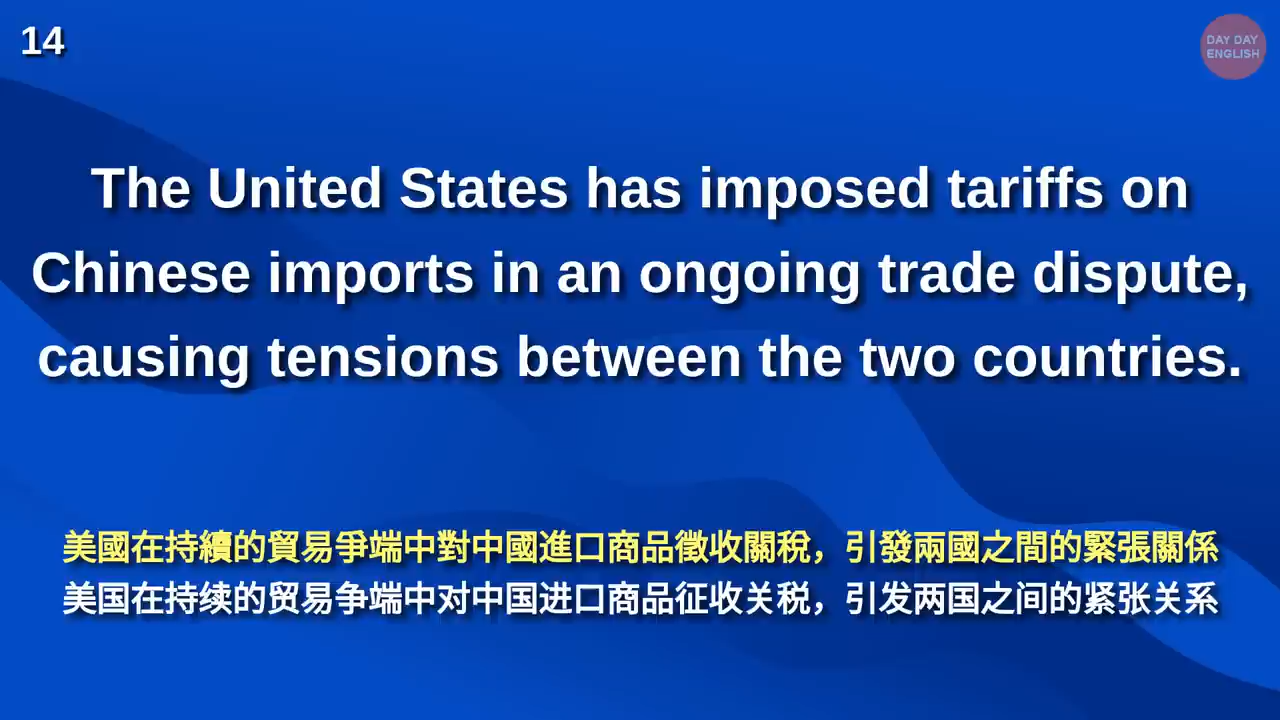 14
DAY DAY
ENGLISH
The United States has imposed tariffs on
Chinese imports in an ongoing trade dispute,
causing tensions between the two countries.
美國在持續的貿易爭端中對中國進口商品徵收關稅，引發兩國之間的緊張關係
美国在持续的贸易争端中对中国进口商品征收关税，引发两国之间的紧张关系